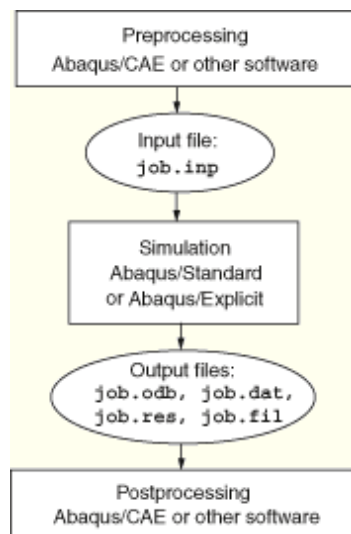 Preprocessing
Abaqus/CAE or other software
Input file:
job.inp
Simulation
Abaqus/Standard
or Abaqus/Explicit
Output files:
job.odb, job.dat,
job.res, job.fil
Postprocessing
Abaqus/CAE or other software